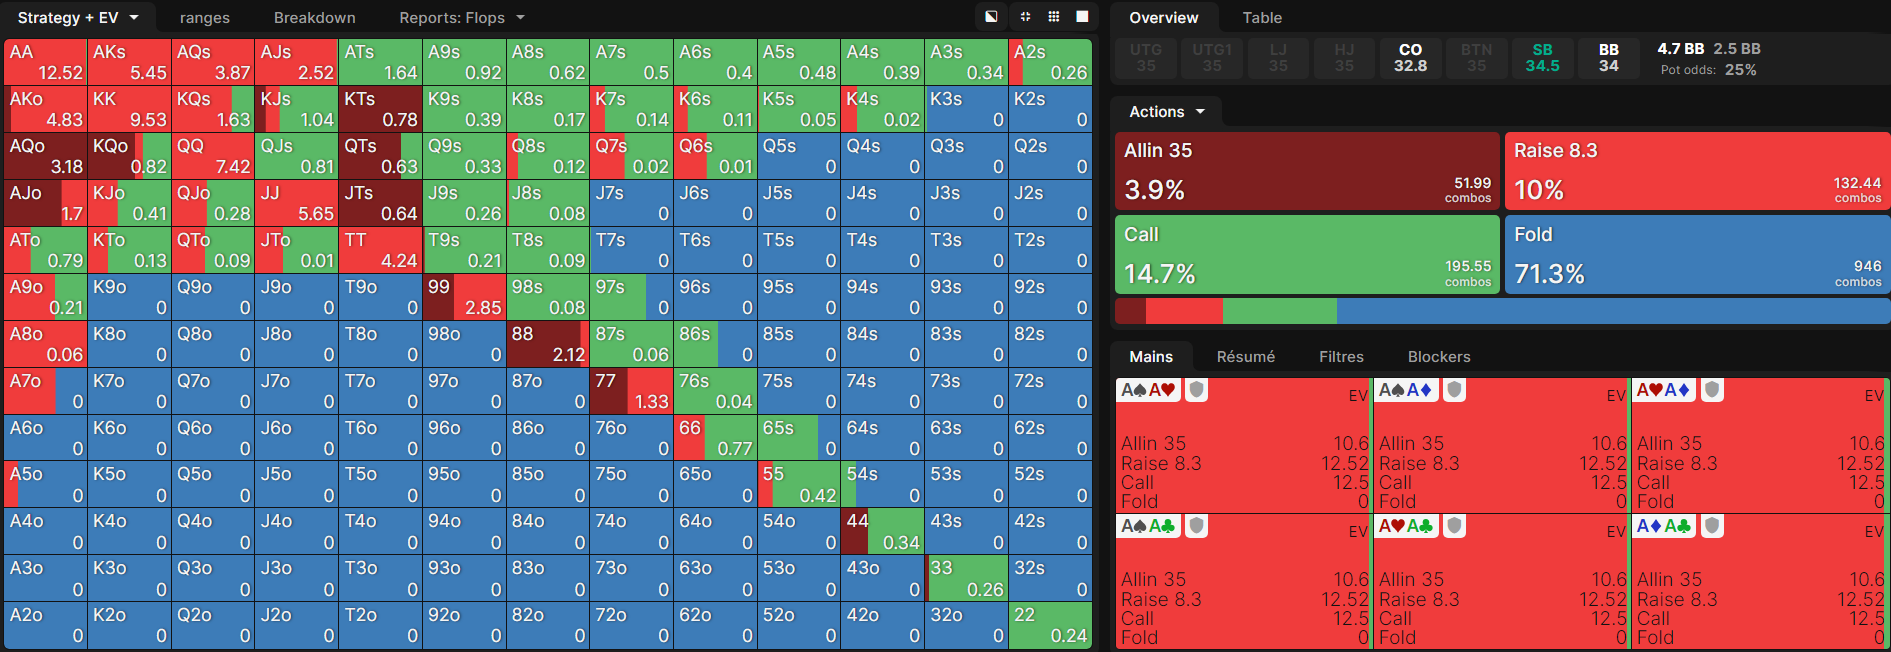 Strategy + EV ranges Breakdown Reports: Flops
AA AKs AQs AJs ATs A9s A8s A7s A6s A5s A4s A3s A2s
12.52 5.45 3.87 2.52 1.64 0.92 0.62 0.5 0.4 0.48 0.39 0.34 0.26
AKo KK KQs KJs KTs K9s K8s K7s K6s K5s K4s K3s K2s
4.83 9.53 1.63 1.04 0.78 0.39 0.17 0.14 0.11 0.05 0.02 0 0
AQo KQo QQ QJs QTs Q9s Q8s Q7s Q6s Q5s Q4s Q3s Q2s
3.18 0.82 7.42 0.81 0.63 0.33 0.12 0.02 0.01 0 0 0 0
AJo KJo QJo JJ JTs J9s J8s J7s J6s J5s J4s J3s J2s
1.7 0.41 0.28 5.65 0.64 0.26 0.08 0 0 0 0 0 0
ATo KTo QTo JTo TT T9s T8s T7s T6s T5s T4s T3s T2s
0.79 0.13 0.09 0.01 4.24 0.21 0.09 0 0 0 0 0 0
A9o K9o Q9o J9o T9o 99 98s 97s 96s 95s 94s 93s 92s
0.21 0 0 0 0 2.85 0.08 0 0 0 0 0 0
A8o K8o Q8o J8o T8o 98o 88 87s 86s 85s 84s 83s 82s
0.06 0 0 0 0 0 2.12 0.06 0 0 0 0 0
A7o K7o Q7o J7o T7o 97o 87o 77 76s 75s 74s 73s 72s
0 0 0 0 0 0 0 1.33 0.04 0 0 0 0
A6o K6o Q6o J6o T6o 96o 86o 76o 66 65s 64s 63s 62s
0 0 0 0 0 0 0 0 0.77 0 0 0 0
A5o K5o Q5o J5o T5o 95o 85o 75o 65o 55 54s 53s 52s
0 0 0 0 0 0 0 0 0 0.42 0 0 0
A4o K4o Q4o J4o T4o 94o 84o 74o 64o 54o 44 43s 42s
0 0 0 0 0 0 0 0 0 0 0.34 0 0
A3o K3o Q3o J3o T3o 93o 83o 73o 63o 53o 43o 33 32s
0 0 0 0 0 0 0 0 0 0 0 0.26 0
A2o K2o Q2o J2o T2o 92o 82o 72o 62o 52o 42o 32o 22
0 0 0 0 0 0 0 0 0 0 0 0 0.24
Overview Table
UTG UTG1 LJ HJ CO BTN SB BB 4.7 BB 2.5 BB
35 35 35 35 32.8 35 34.5 34 Pot odds: 25%
Actions
Allin 35 Raise 8.3
3.9% 51.99 combos 10% 132.44 combos
Call Fold
14.7% 195.55 combos 71.3% 946 combos
Mains Résumé Filtres Blockers
A♠A♥ EV A♠A♦ EV A♥A♦ EV
Allin 35 10.6 Allin 35 10.6 Allin 35 10.6
Raise 8.3 12.52 Raise 8.3 12.52 Raise 8.3 12.52
Call 12.5 Call 12.5 Call 12.5
Fold 0 Fold 0 Fold 0
A♠A♣ EV A♥A♣ EV A♦A♣ EV
Allin 35 10.6 Allin 35 10.6 Allin 35 10.6
Raise 8.3 12.52 Raise 8.3 12.52 Raise 8.3 12.52
Call 12.5 Call 12.5 Call 12.5
Fold 0 Fold 0 Fold 0